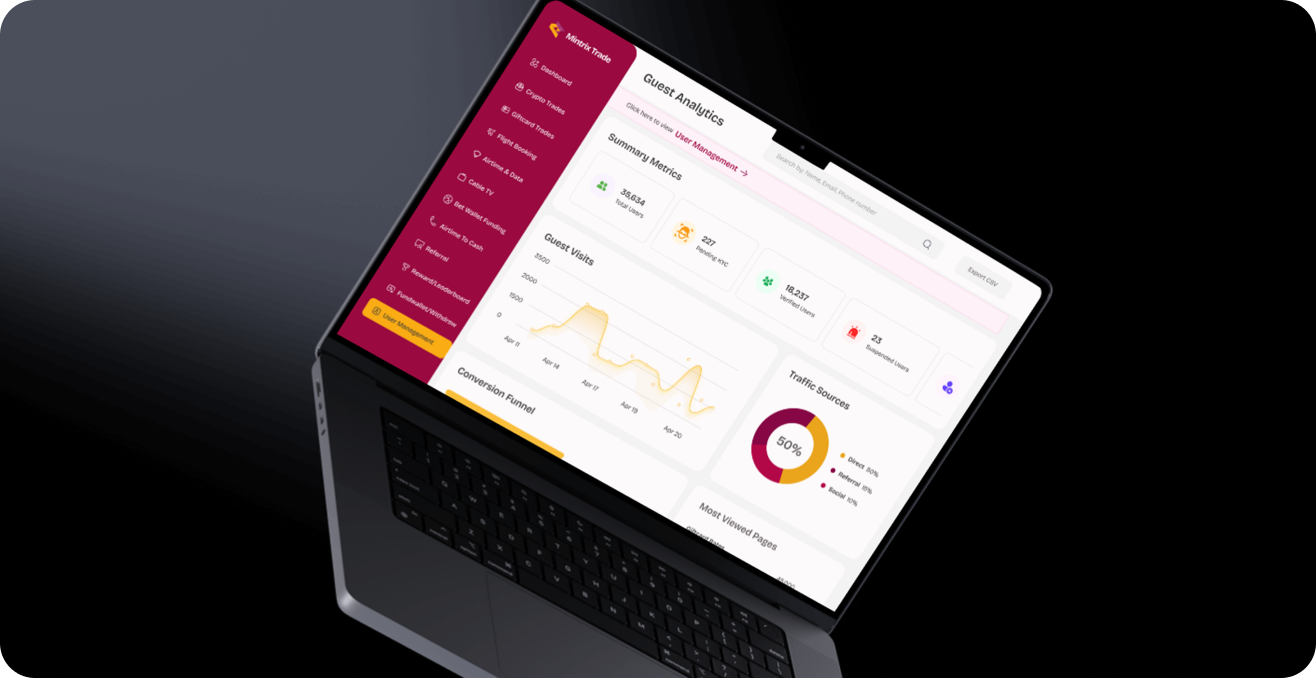 Mintrix Trade
Dashboard
Crypto Trades
Giftcard Trades
Flight Booking
Airtime & Data
Cable TV
Bet Wallet Funding
Airtime To Cash
Referral
Reward/Leaderboard
Fundwallet/Withdraw
User Management
Guest Analytics
Search by Name, Email, Phone number
Export CSV
Click here to view User Management →
Summary Metrics
35,634
Total Users
227
Pending KYC
18,237
Verified Users
23
Suspended Users
Guest Visits
3500
2000
1500
0
Apr 11
Apr 14
Apr 17
Apr 19
Apr 20
Traffic Sources
50%
Direct 50%
Referral 15%
Social 10%
Conversion Funnel
Most Viewed Pages